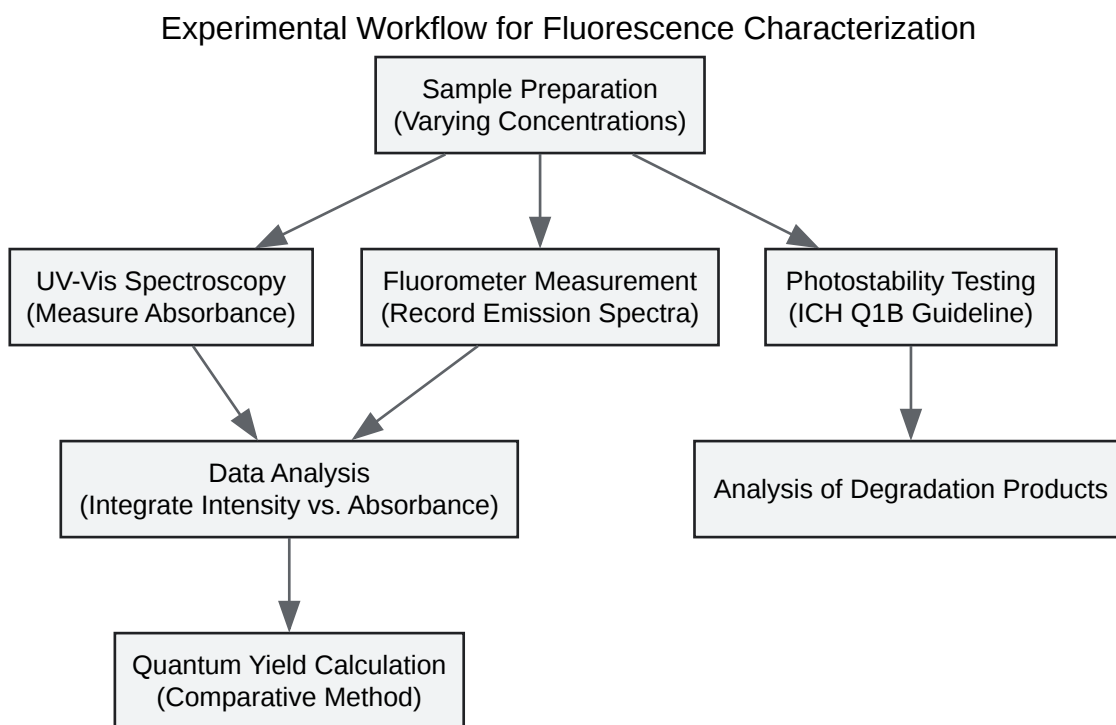 Experimental Workflow for Fluorescence Characterization
Sample Preparation
(Varying Concentrations)
UV-Vis Spectroscopy
(Measure Absorbance)
Fluorometer Measurement
(Record Emission Spectra)
Photostability Testing
(ICH Q1B Guideline)
Data Analysis
(Integrate Intensity vs. Absorbance)
Analysis of Degradation Products
Quantum Yield Calculation
(Comparative Method)